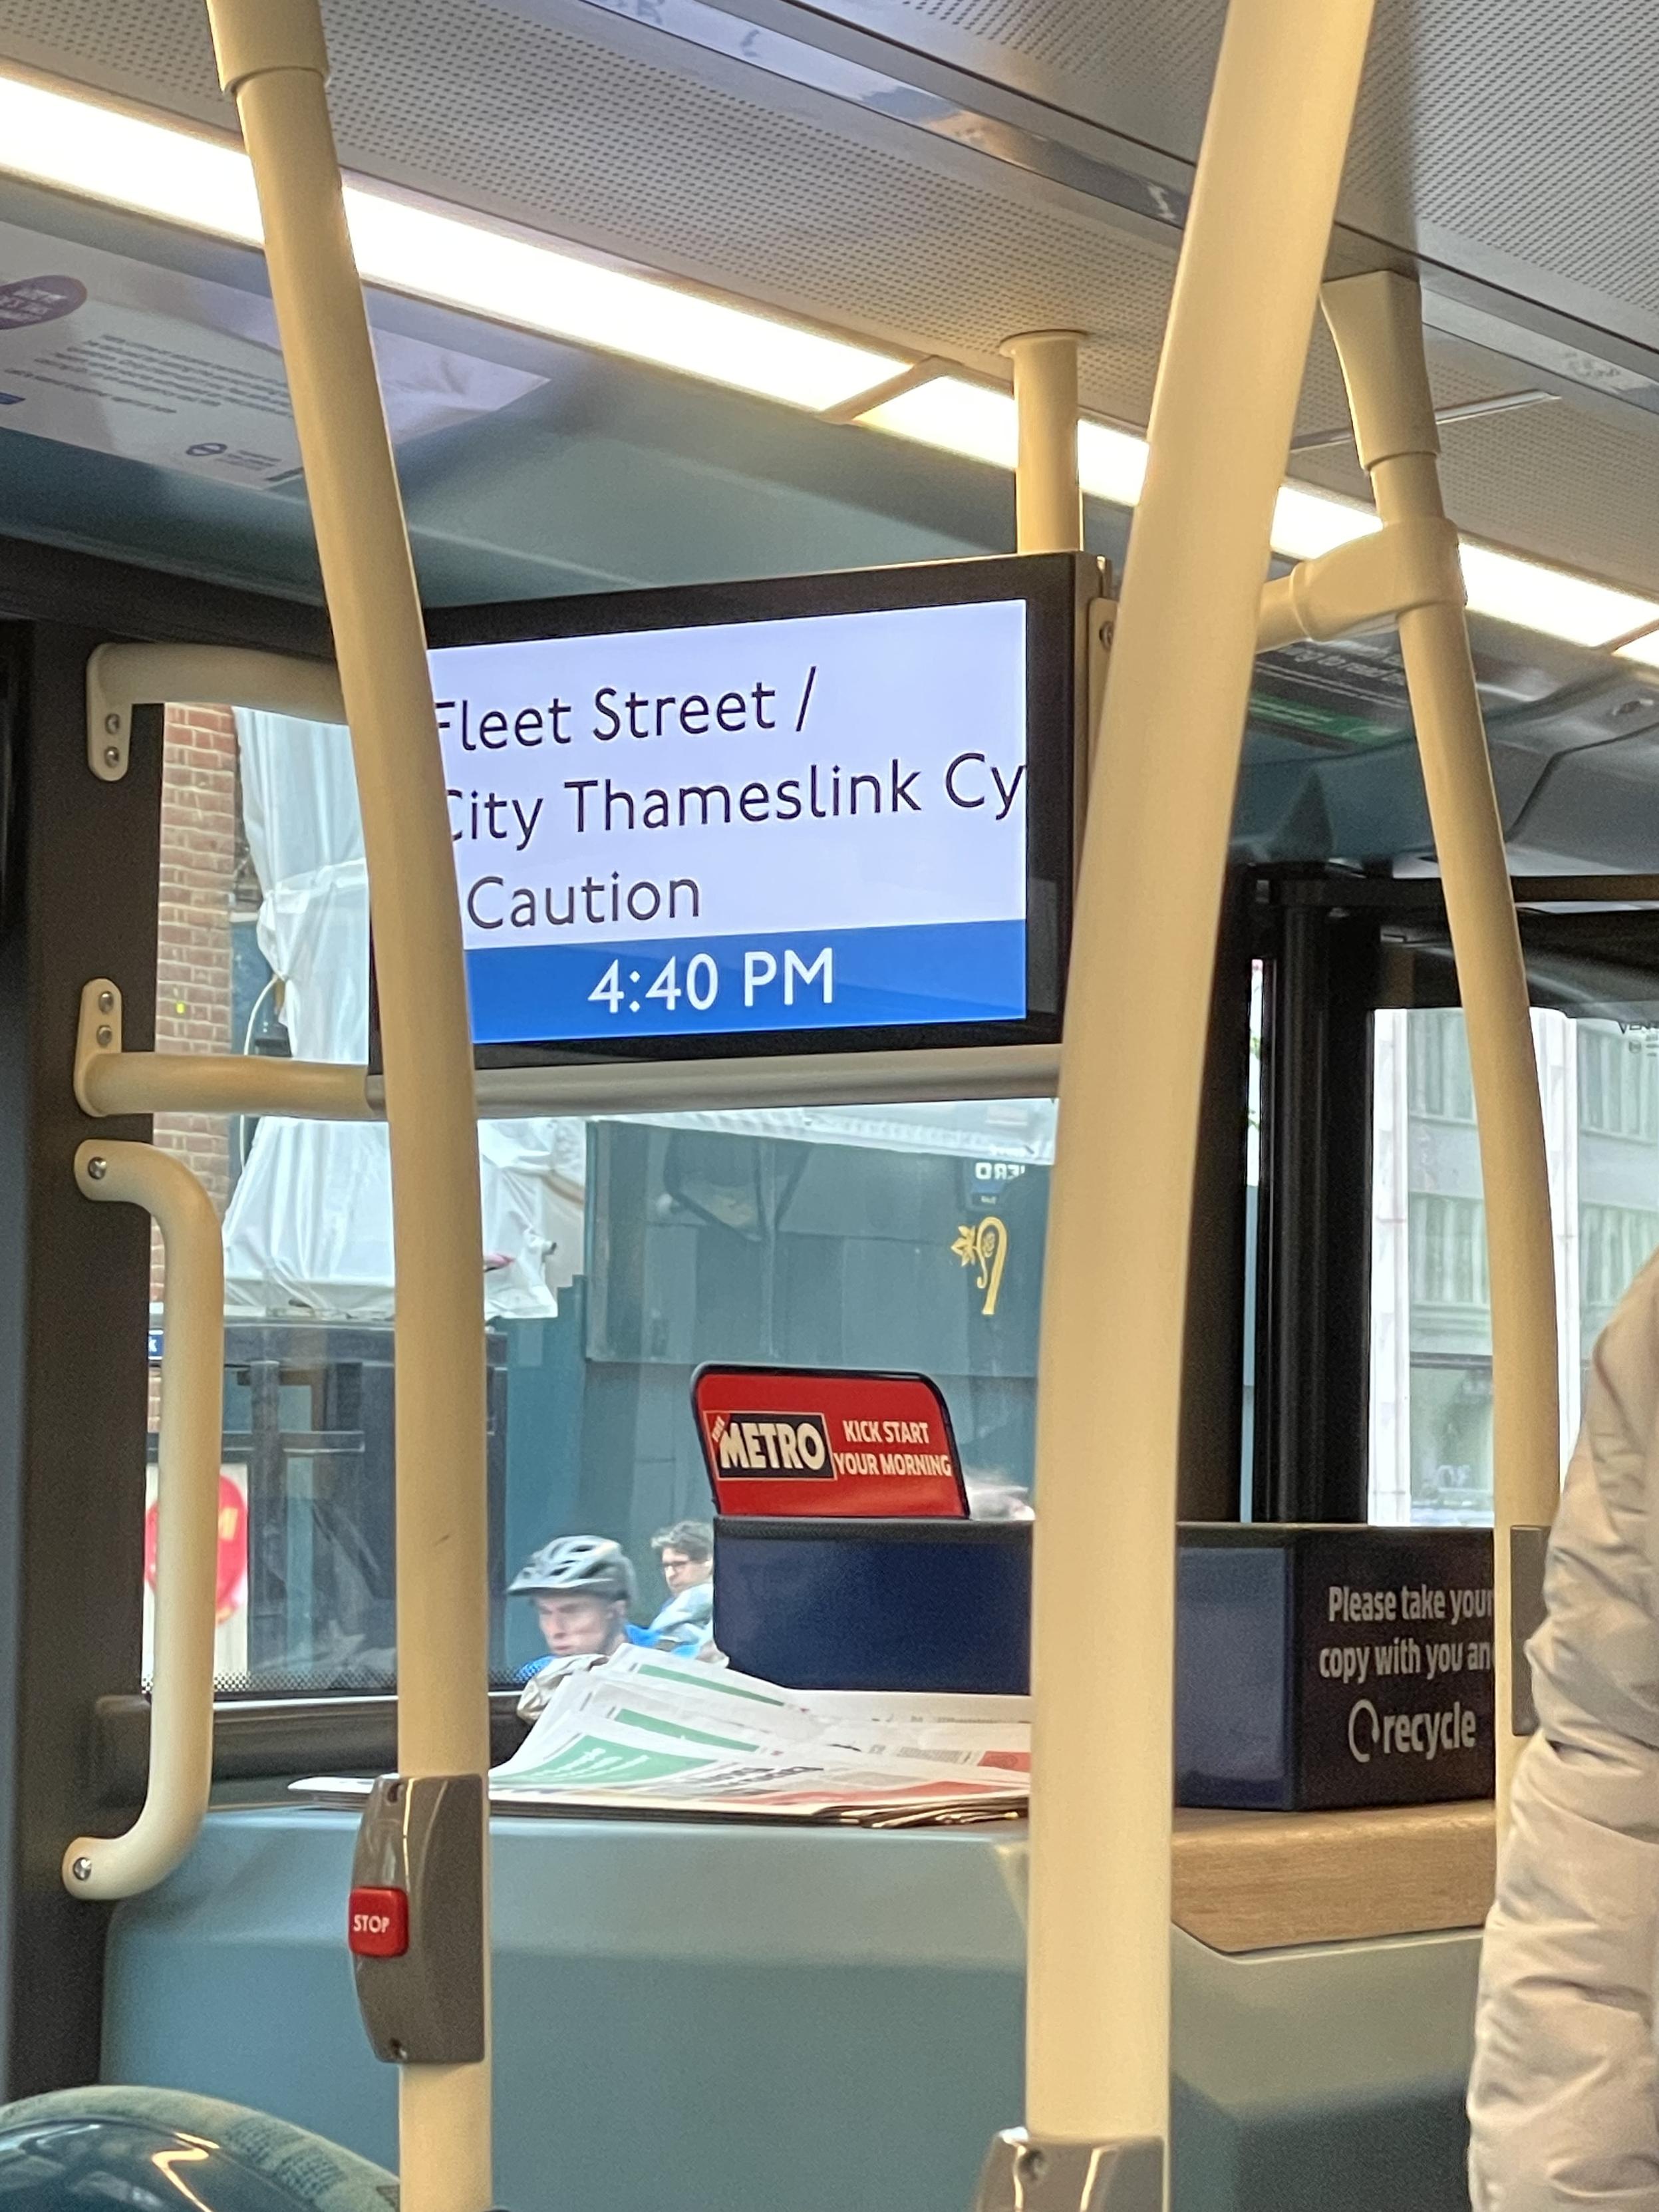 Fleet Street /
City Thameslink Cy
Caution
4:40 PM
METRO
KICK START
YOUR MORNING
Please take your
copy with you an
recycle
STOP